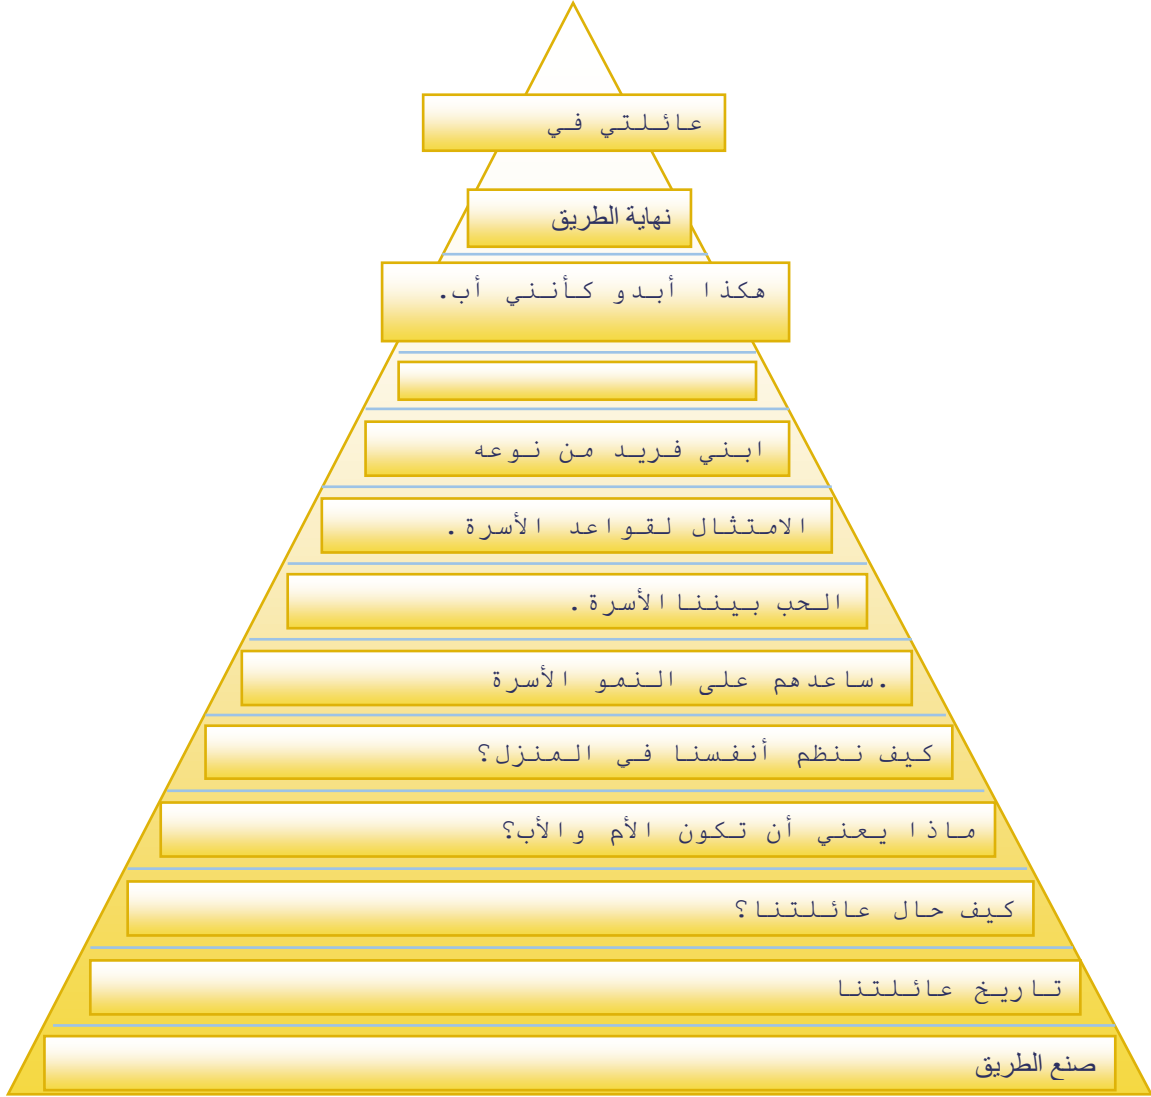 عائلتي في
نهاية الطريق
هكذا أبدو كأنني أب.
ابني فريد من نوعه
الامتثال لقواعد الأسرة.
الحب بيننا الأسرة.
.ساعدهم على النمو الأسرة
كيف ننظم أنفسنا في المنزل؟
ماذا يعني أن تكون الأم والأب؟
كيف حال عائلتنا؟
تاريخ عائلتنا
صنع الطريق